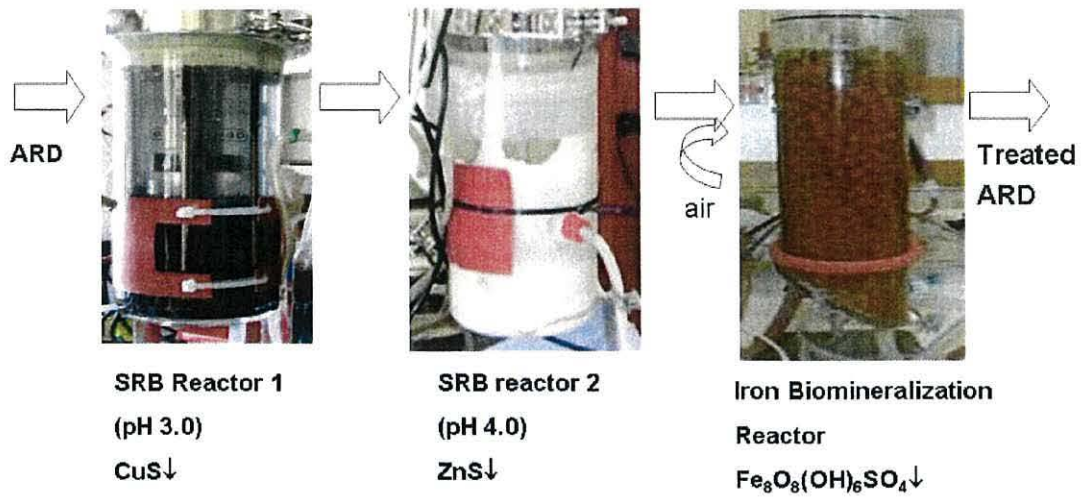 ARD
air
Treated
ARD
SRB Reactor 1
(pH 3.0)
CuS↓
SRB reactor 2
(pH 4.0)
ZnS↓
Iron Biomineralization
Reactor
Fe₈O₈(OH)₆SO₄↓